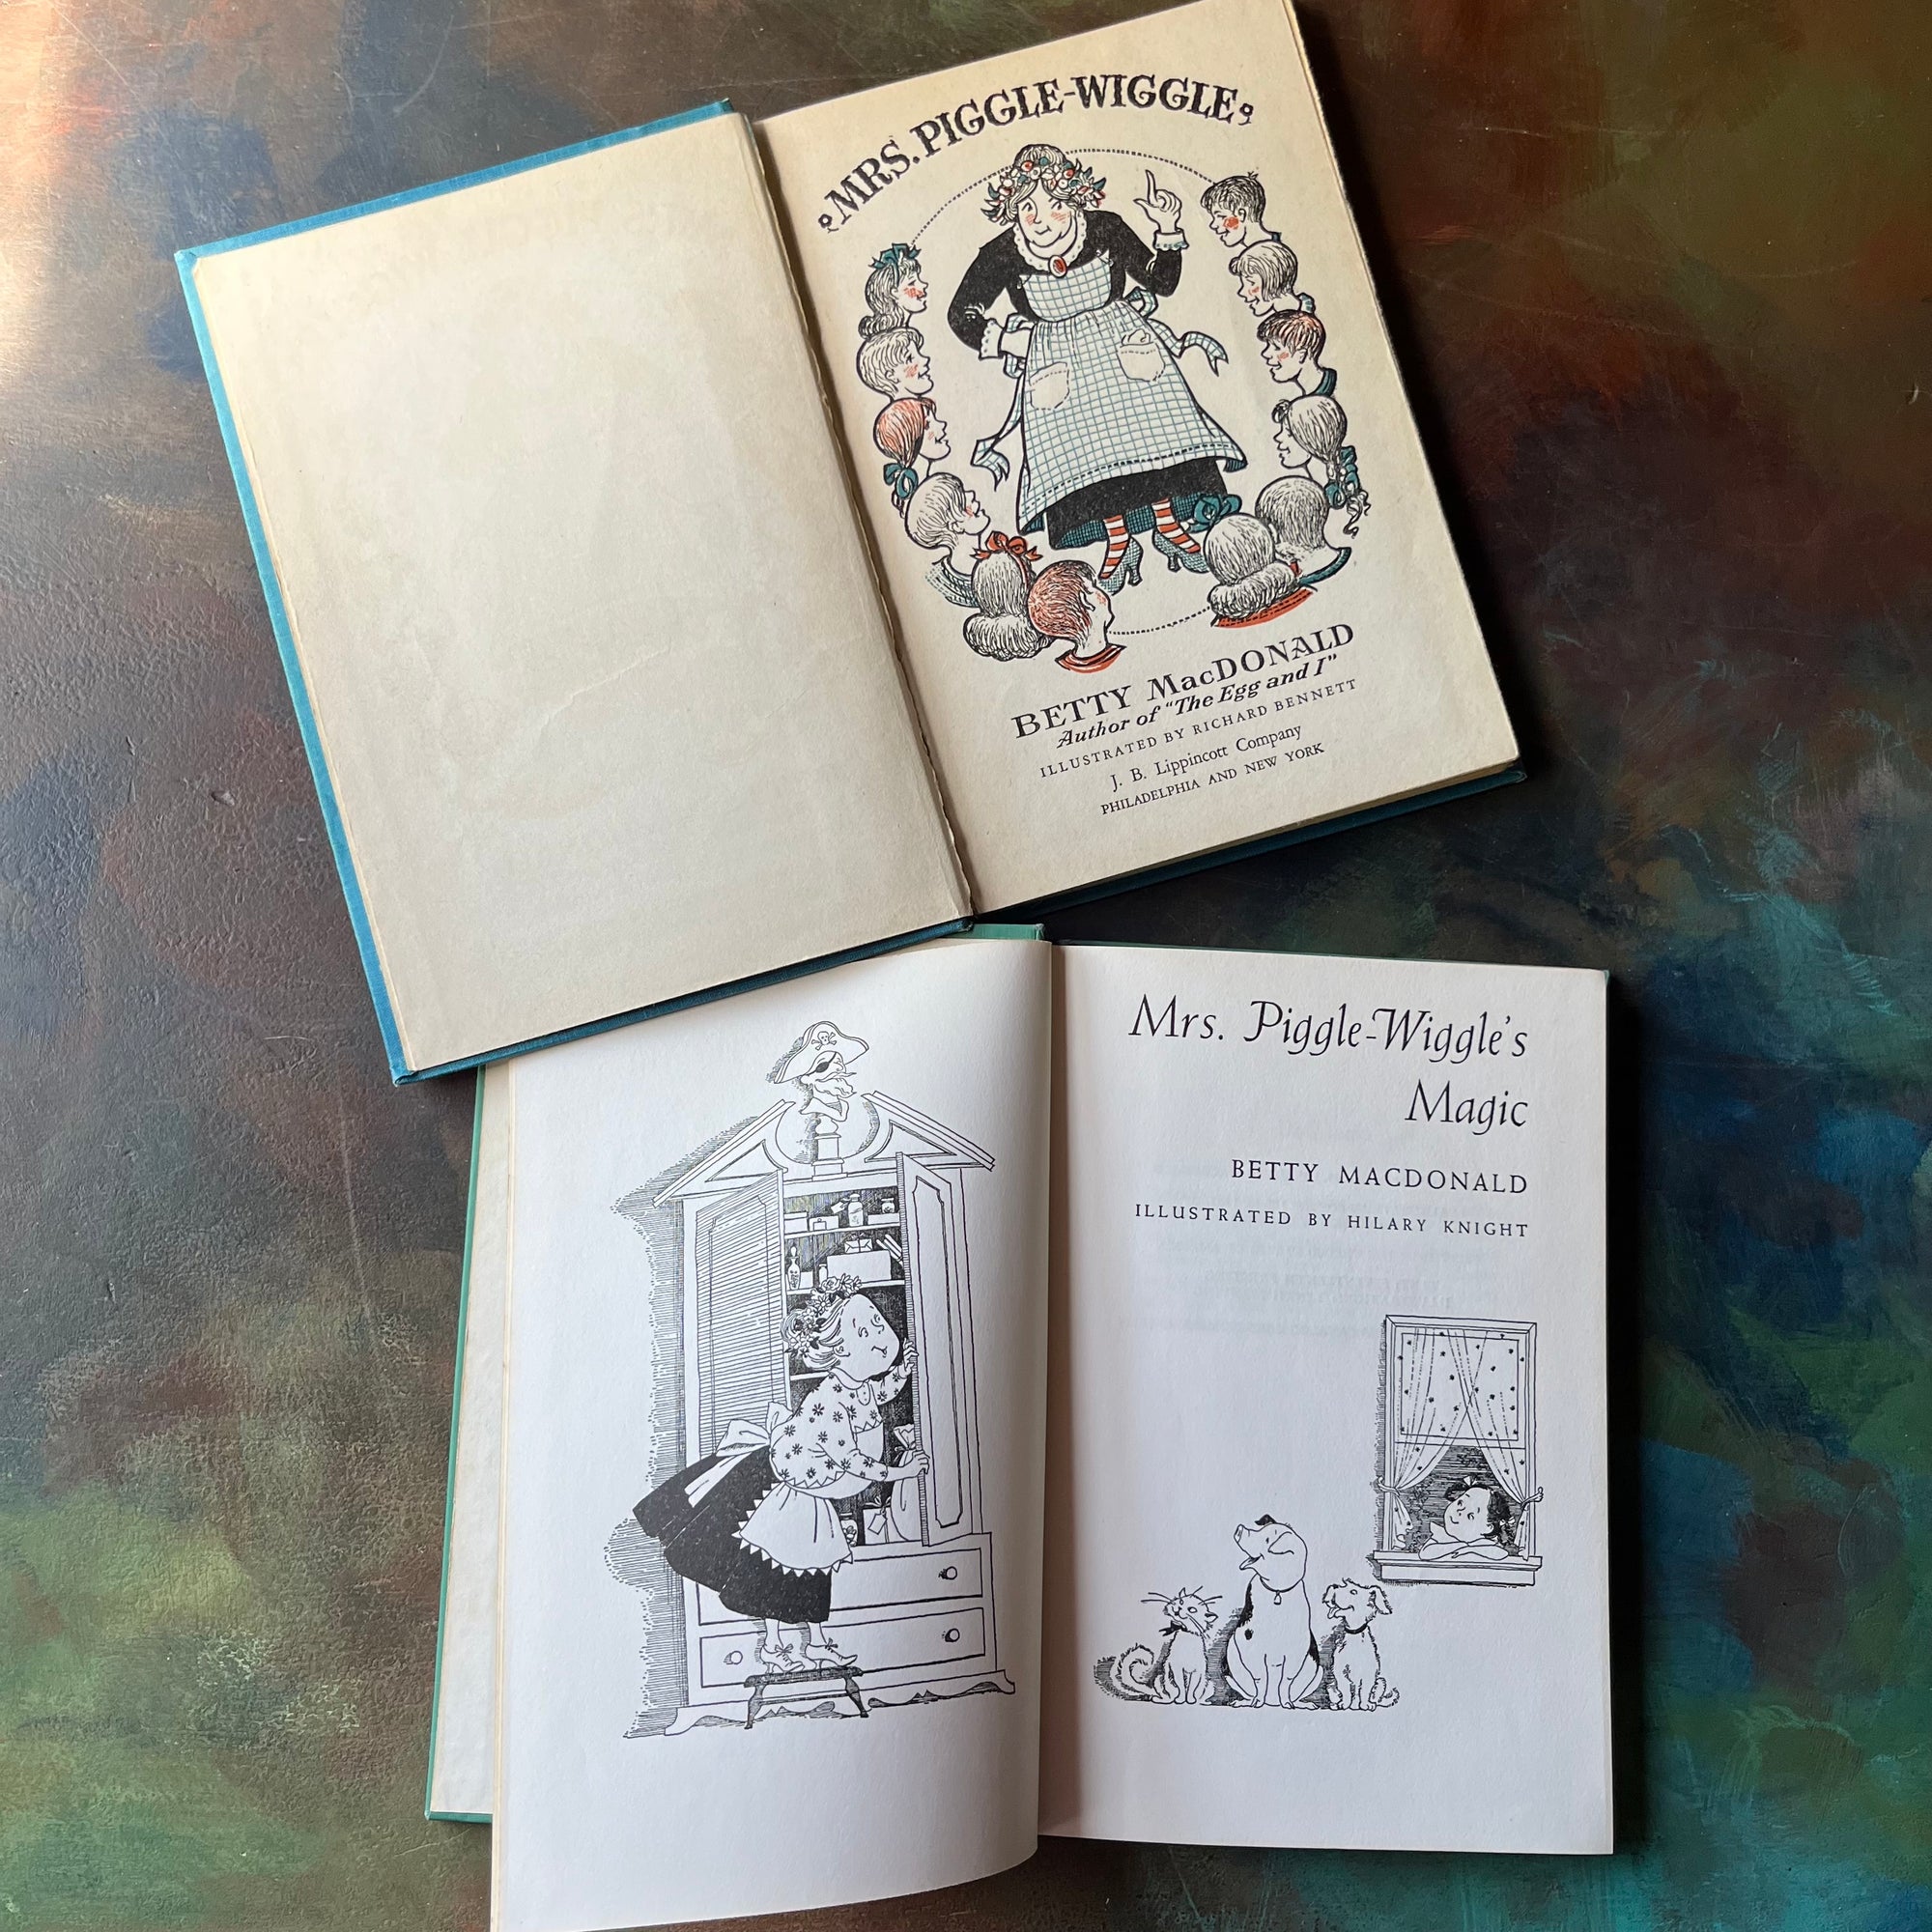 MRS. PIGGLE-WIGGLE
BETTY MacDONALD
Author of "The Egg and I"
ILLUSTRATED BY RICHARD BENNETT
J. B. Lippincott Company
PHILADELPHIA AND NEW YORK
Mrs. Piggle-Wiggle's
Magic
BETTY MACDONALD
ILLUSTRATED BY HILARY KNIGHT